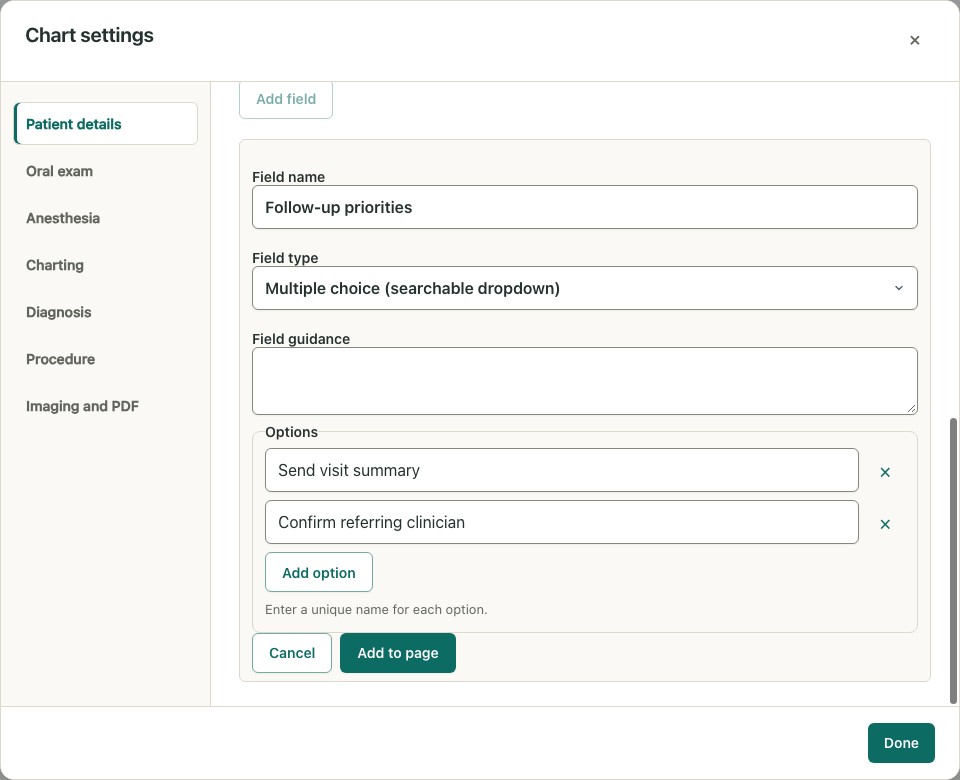 Chart settings
×
Patient details
Oral exam
Anesthesia
Charting
Diagnosis
Procedure
Imaging and PDF
Add field
Field name
Follow-up priorities
Field type
Multiple choice (searchable dropdown)
Field guidance
Options
Send visit summary ×
Confirm referring clinician ×
Add option
Enter a unique name for each option.
Cancel Add to page
Done